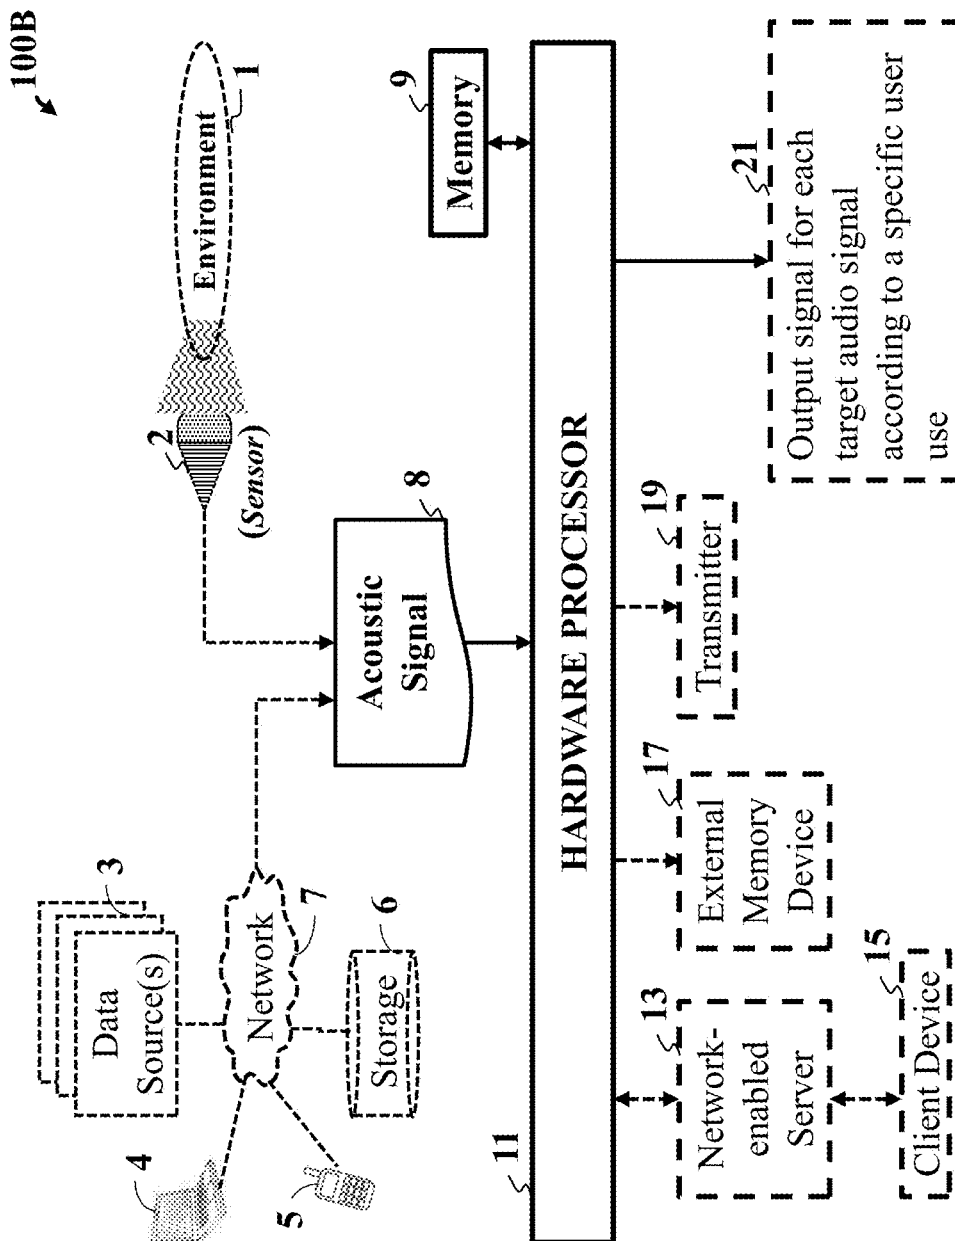 100B
4
Data
Source(s)
3
5
Network
7
Storage
6
2
(Sensor)
Environment
1
Acoustic
Signal
8
Memory
9
11
HARDWARE PROCESSOR
13
Network-
enabled
Server
15
Client Device
17
External
Memory
Device
19
Transmitter
21
Output signal for each
target audio signal
according to a specific user
use